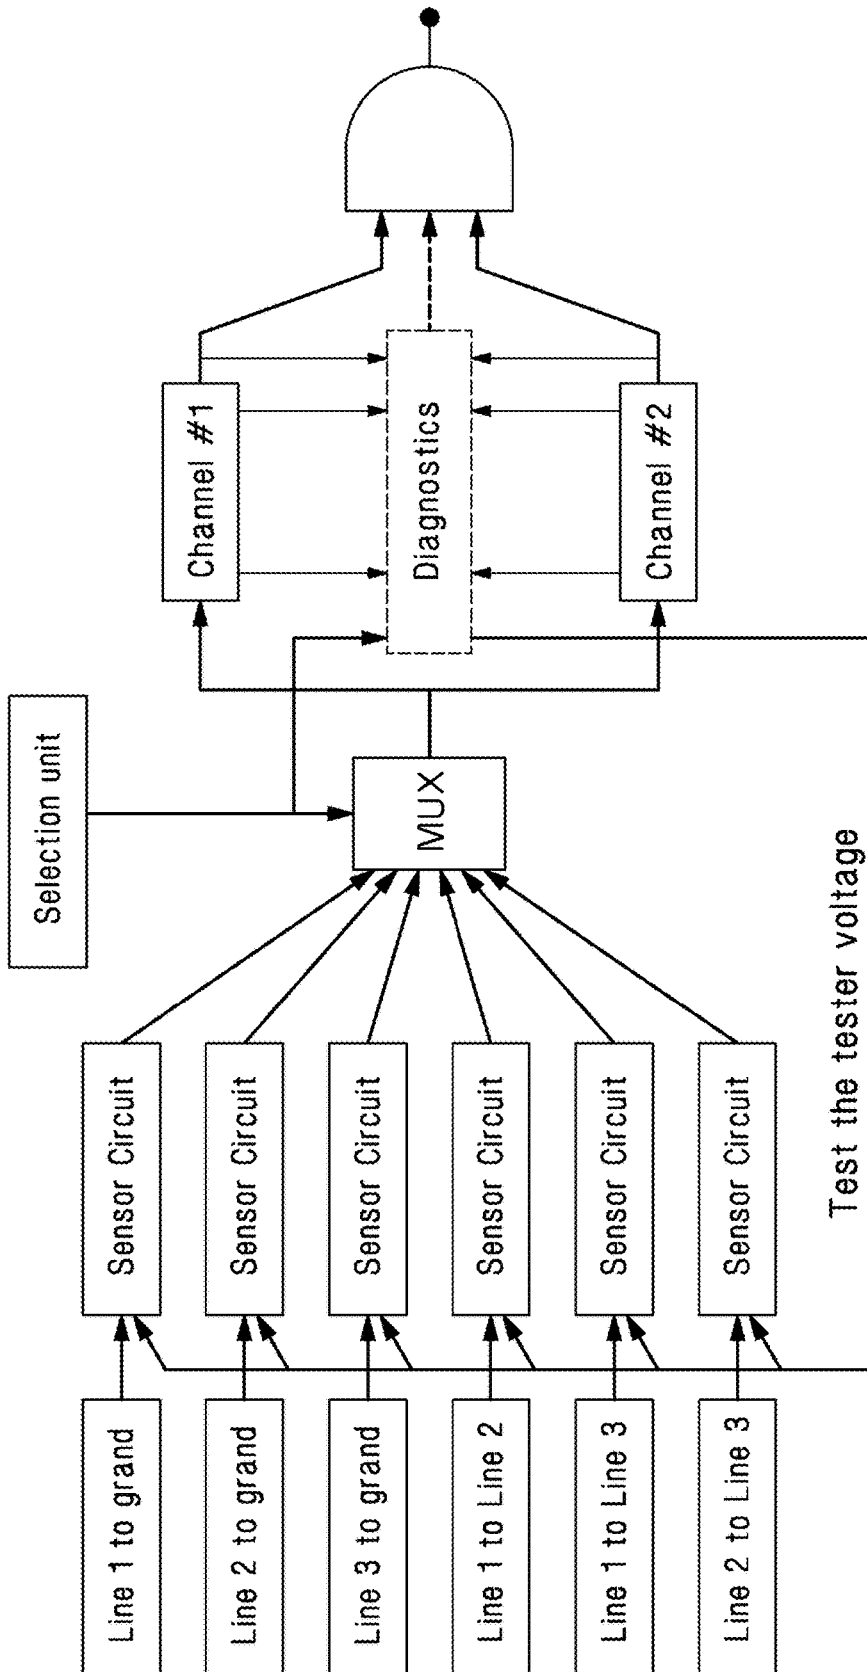 Selection unit
Channel #1
Diagnostics
Channel #2
MUX
Sensor Circuit
Sensor Circuit
Sensor Circuit
Sensor Circuit
Sensor Circuit
Sensor Circuit
Test the tester voltage
Line 1 to grand
Line 2 to grand
Line 3 to grand
Line 1 to Line 2
Line 1 to Line 3
Line 2 to Line 3